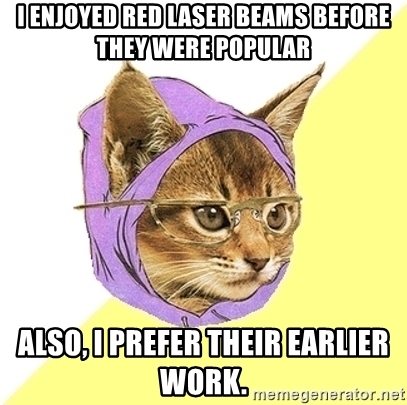 I ENJOYED RED LASER BEAMS BEFORE
THEY WERE POPULAR
ALSO, I PREFER THEIR EARLIER
WORK.
memegenerator.net